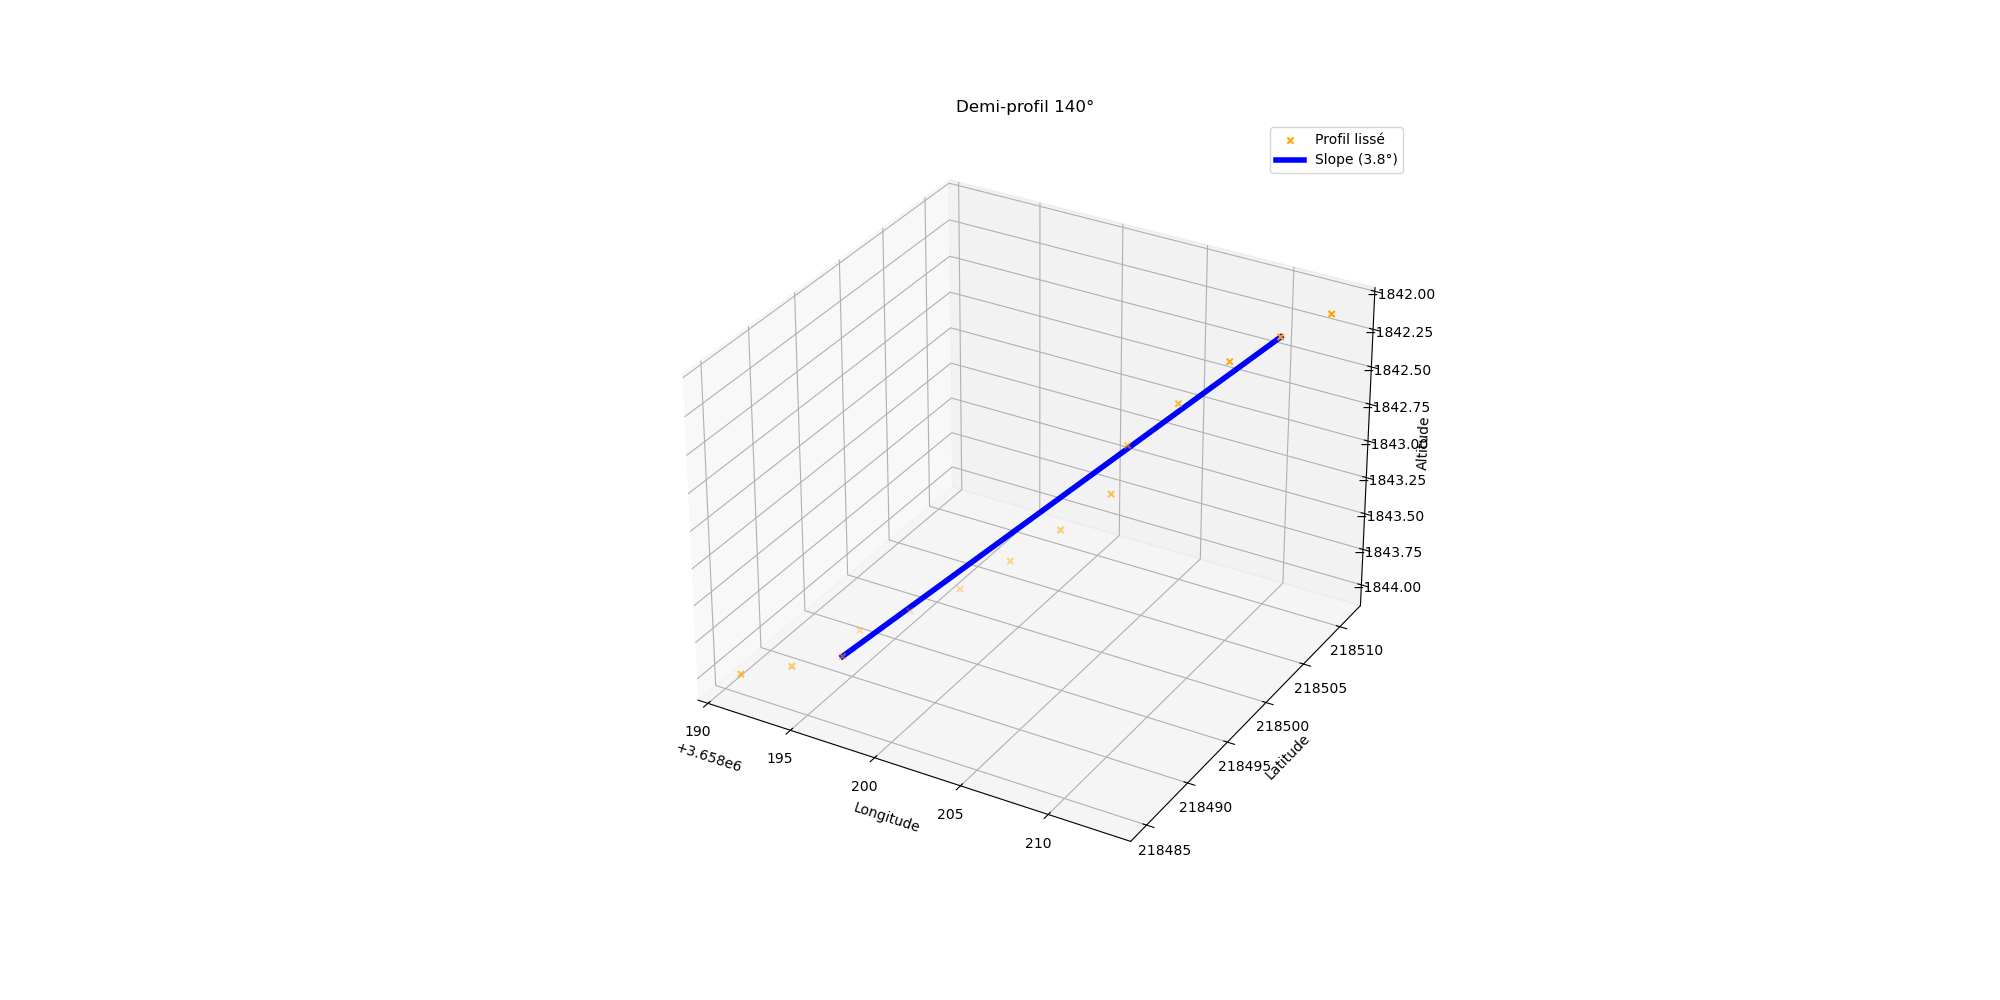 Demi-profil 140°
Profil lissé
Slope (3.8°)
−1842.00
−1842.25
−1842.50
−1842.75
−1843.00
−1843.25
−1843.50
−1843.75
−1844.00
Altitude
218510
218505
218500
218495
218490
218485
Latitude
190
195
200
205
210
+3.658e6
Longitude